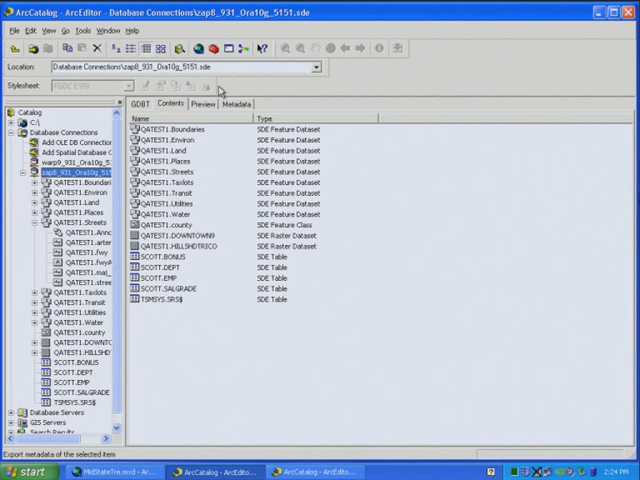 ArcCatalog - ArcEditor - Database Connections\zap8_931_Ora10g_5151.sde
File Edit View Go Tools Window Help
Location: Database Connections\zap8_931_Ora10g_5151.sde
Stylesheet: FGDC ESRI
GDBT Contents Preview Metadata
Catalog
C:\
Database Connections
Add OLE DB Connection
Add Spatial Database C
warp9_931_Ora10g_5
zap8_931_Ora10g_5151
QATEST1.Boundari
QATEST1.Environ
QATEST1.Land
QATEST1.Places
QATEST1.Streets
QATEST1.Anno
QATEST1.arter
QATEST1.fwy
QATEST1.fwyA
QATEST1.maj_
QATEST1.stree
QATEST1.Taxlots
QATEST1.Transit
QATEST1.Utilities
QATEST1.Water
QATEST1.county
QATEST1.DOWNTO
QATEST1.HILLSHD
SCOTT.BONUS
SCOTT.DEPT
SCOTT.EMP
SCOTT.SALGRADE
TSMSYS.SRS$
Database Servers
GIS Servers
Search Results
Name Type
QATEST1.Boundaries SDE Feature Dataset
QATEST1.Environ SDE Feature Dataset
QATEST1.Land SDE Feature Dataset
QATEST1.Places SDE Feature Dataset
QATEST1.Streets SDE Feature Dataset
QATEST1.Taxlots SDE Feature Dataset
QATEST1.Transit SDE Feature Dataset
QATEST1.Utilities SDE Feature Dataset
QATEST1.Water SDE Feature Dataset
QATEST1.county SDE Feature Class
QATEST1.DOWNTOWN9 SDE Raster Dataset
QATEST1.HILLSHDTRICO SDE Raster Dataset
SCOTT.BONUS SDE Table
SCOTT.DEPT SDE Table
SCOTT.EMP SDE Table
SCOTT.SALGRADE SDE Table
TSMSYS.SRS$ SDE Table
Export metadata of the selected item
start MidStateTre.mxd - Ar... ArcCatalog - ArcEdito... ArcCatalog - ArcEdito... 2:24 PM